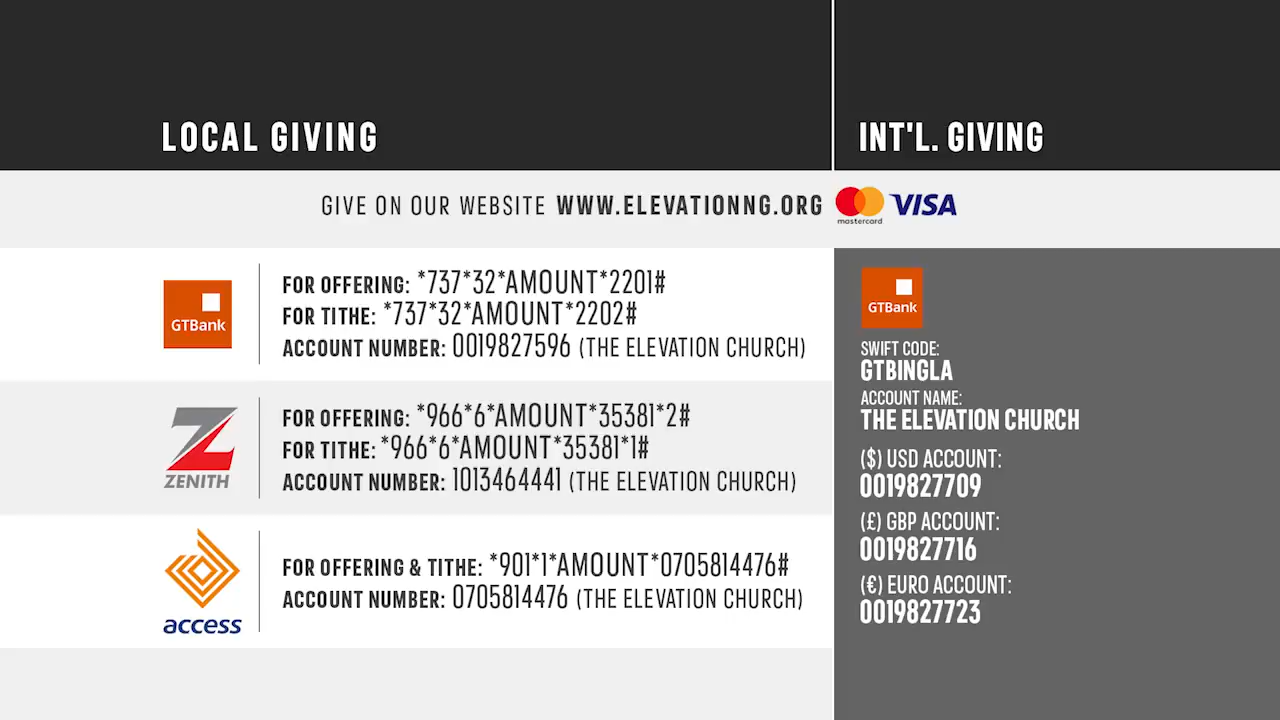 LOCAL GIVING
INT'L. GIVING
GIVE ON OUR WEBSITE WWW.ELEVATIONNG.ORG
mastercard
VISA
GTBank
FOR OFFERING: *737*32*AMOUNT*2201#
FOR TITHE: *737*32*AMOUNT*2202#
ACCOUNT NUMBER: 0019827596 (THE ELEVATION CHURCH)
ZENITH
FOR OFFERING: *966*6*AMOUNT*35381*2#
FOR TITHE: *966*6*AMOUNT*35381*1#
ACCOUNT NUMBER: 1013464441 (THE ELEVATION CHURCH)
access
FOR OFFERING & TITHE: *901*1*AMOUNT*0705814476#
ACCOUNT NUMBER: 0705814476 (THE ELEVATION CHURCH)
GTBank
SWIFT CODE:
GTBINGLA
ACCOUNT NAME:
THE ELEVATION CHURCH
($) USD ACCOUNT:
0019827709
(£) GBP ACCOUNT:
0019827716
(€) EURO ACCOUNT:
0019827723